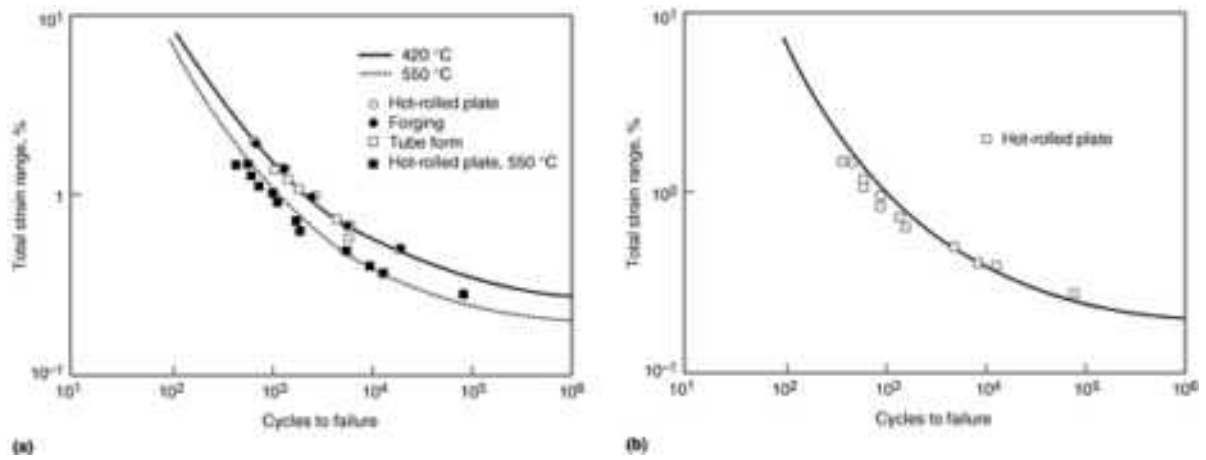 10¹
420 °C
550 °C
Hot-rolled plate
Forging
Tube form
Hot-rolled plate, 550 °C
Total strain range, %
1
10⁻¹
10¹ 10² 10³ 10⁴ 10⁵ 10⁶
Cycles to failure
(a)
10¹
Hot-rolled plate
Total strain range, %
10⁰
10⁻¹
10¹ 10² 10³ 10⁴ 10⁵ 10⁶
Cycles to failure
(b)